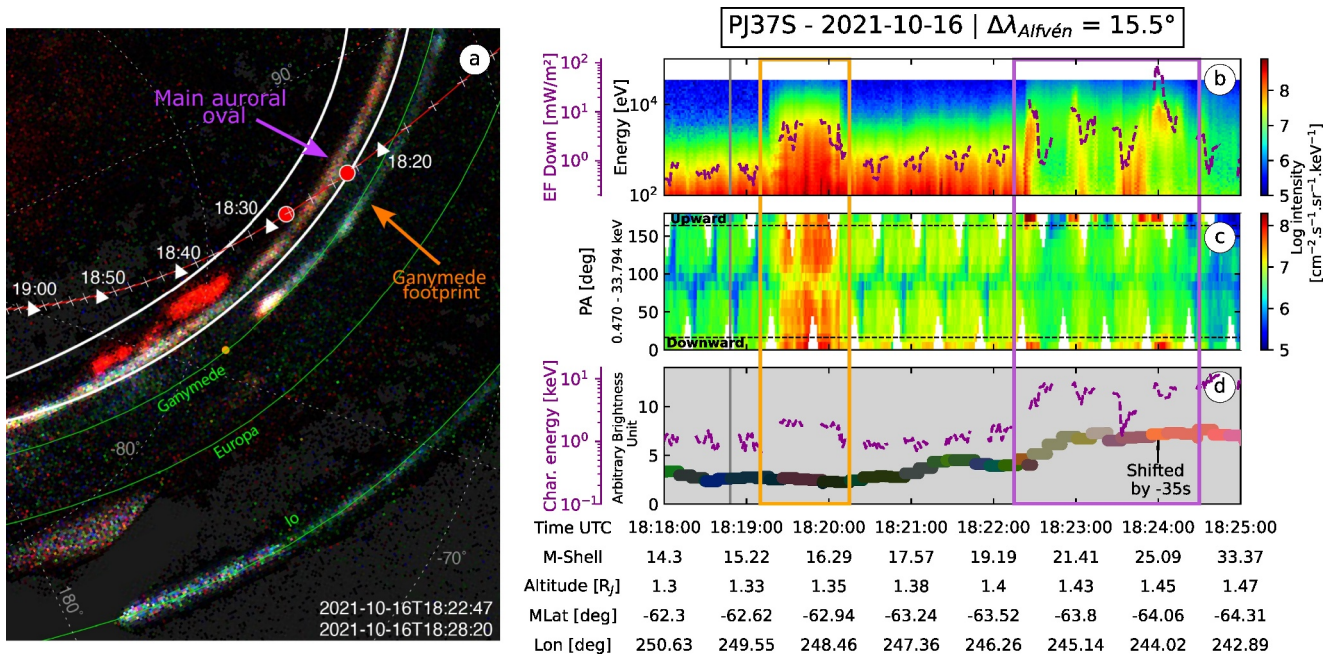 PJ37S - 2021-10-16 | Δλ_Alfvén = 15.5°
a
90°
Main auroral
oval
18:20
18:30
Ganymede
footprint
18:40
18:50
19:00
Ganymede
-80°
Europa
Io
-70°
180°
2021-10-16T18:22:47
2021-10-16T18:28:20
b
EF Down [mW/m²]
10²
10¹
10⁰
Energy [eV]
10⁴
10²
8
7
6
5
Log intensity
[cm⁻².s⁻¹.sr⁻¹.keV⁻¹]
c
Upward
Downward
PA [deg]
0.470 - 33.794 keV
150
100
50
0
8
7
6
5
d
Char. energy [keV]
10¹
10⁰
10⁻¹
Arbitrary Brightness
Unit
10
5
0
Shifted
by -35s
Time UTC 18:18:00 18:19:00 18:20:00 18:21:00 18:22:00 18:23:00 18:24:00 18:25:00
M-Shell 14.3 15.22 16.29 17.57 19.19 21.41 25.09 33.37
Altitude [R_J] 1.3 1.33 1.35 1.38 1.4 1.43 1.45 1.47
MLat [deg] -62.3 -62.62 -62.94 -63.24 -63.52 -63.8 -64.06 -64.31
Lon [deg] 250.63 249.55 248.46 247.36 246.26 245.14 244.02 242.89